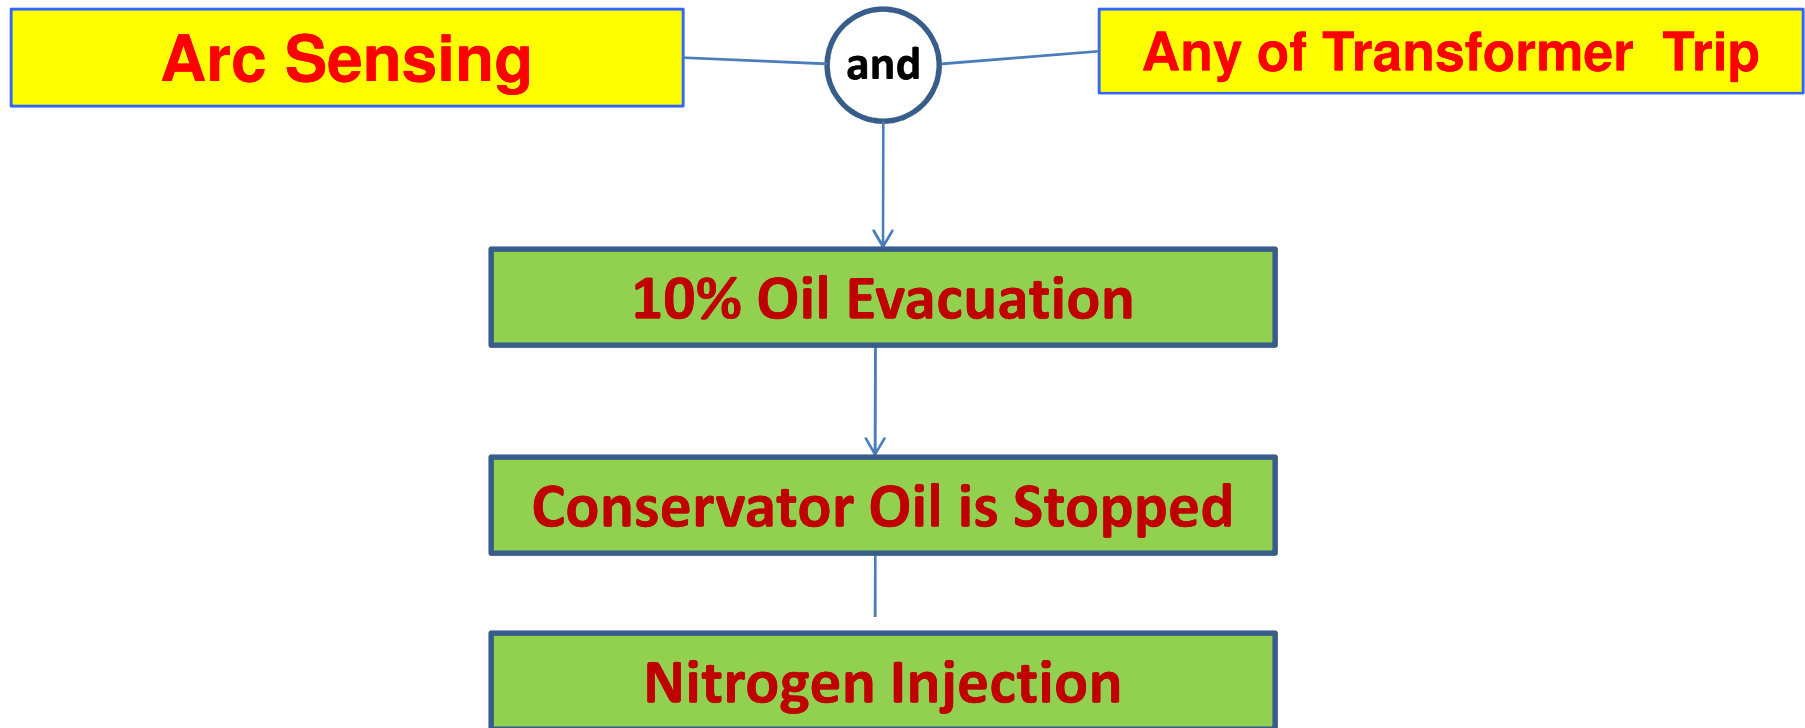 Arc Sensing
and
Any of Transformer Trip
10% Oil Evacuation
Conservator Oil is Stopped
Nitrogen Injection